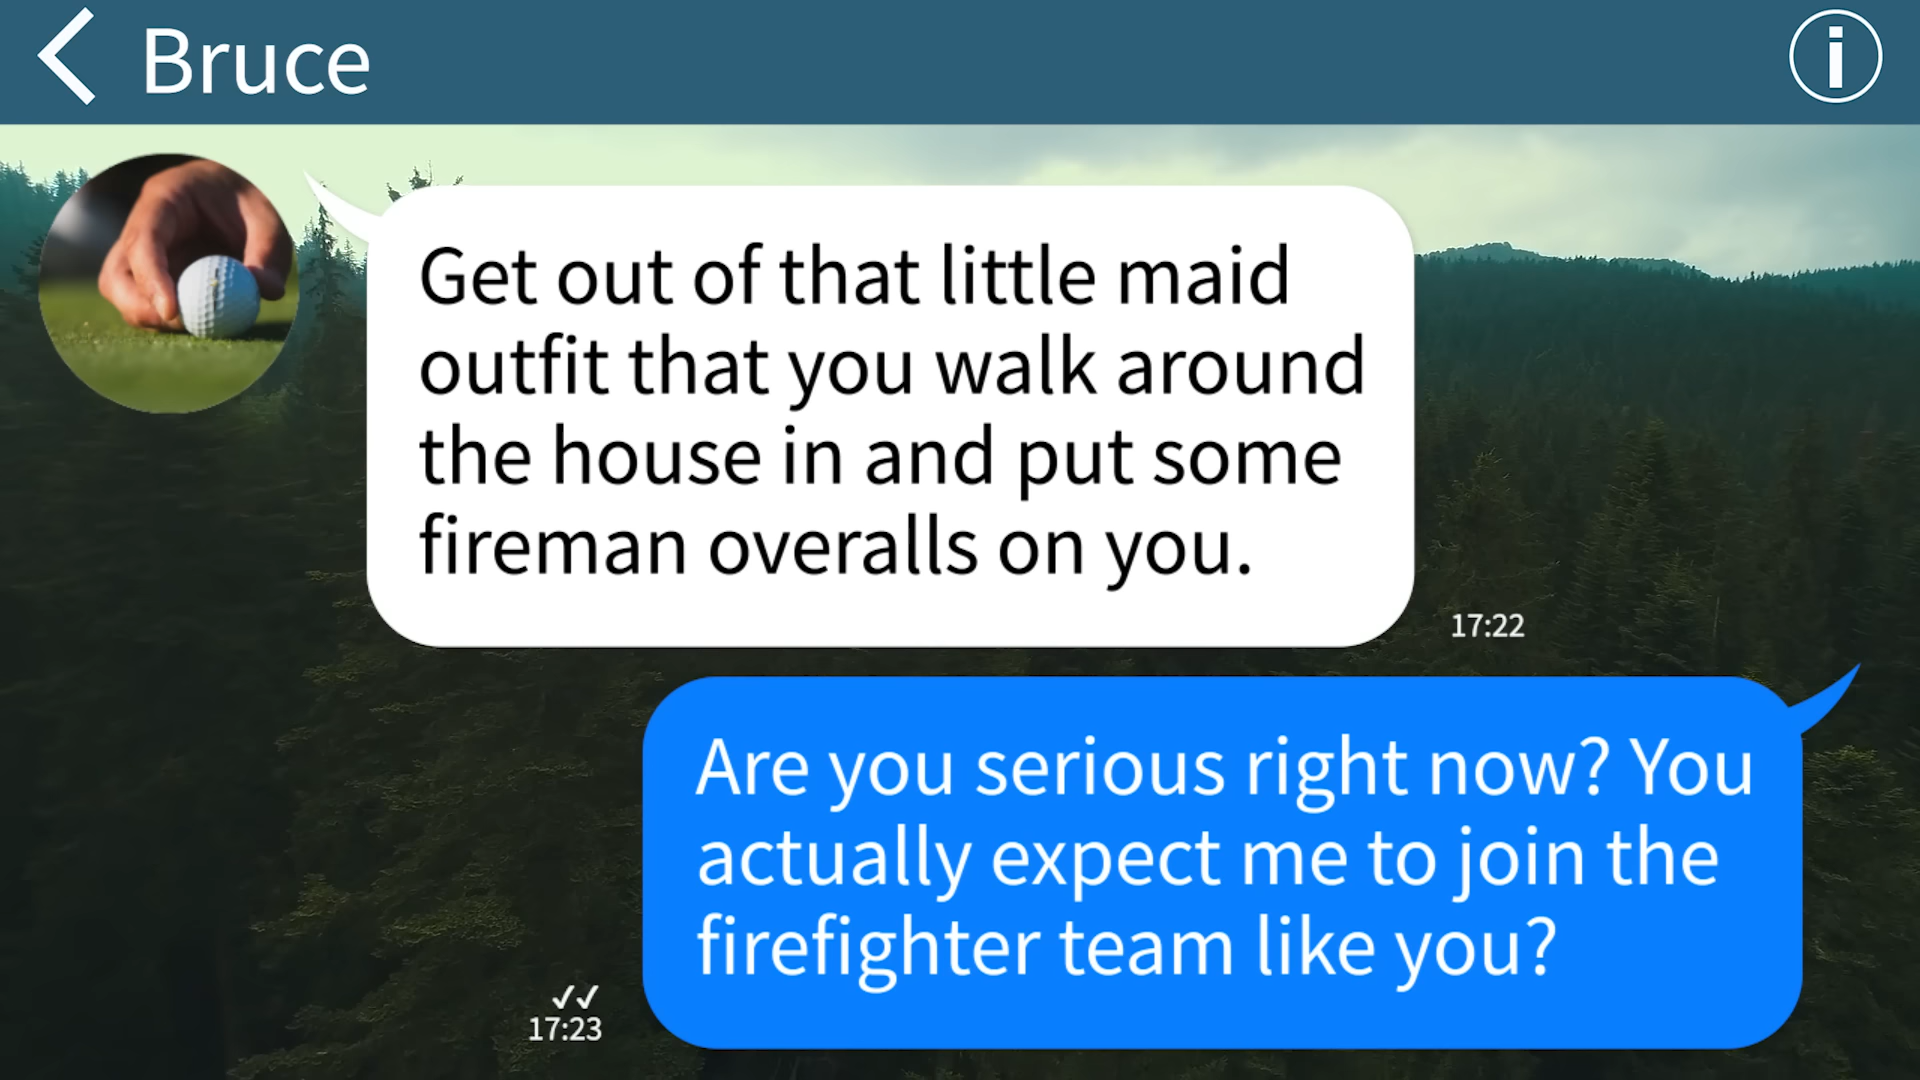 Bruce
Get out of that little maid
outfit that you walk around
the house in and put some
fireman overalls on you.
17:22
Are you serious right now? You
actually expect me to join the
firefighter team like you?
✓✓
17:23